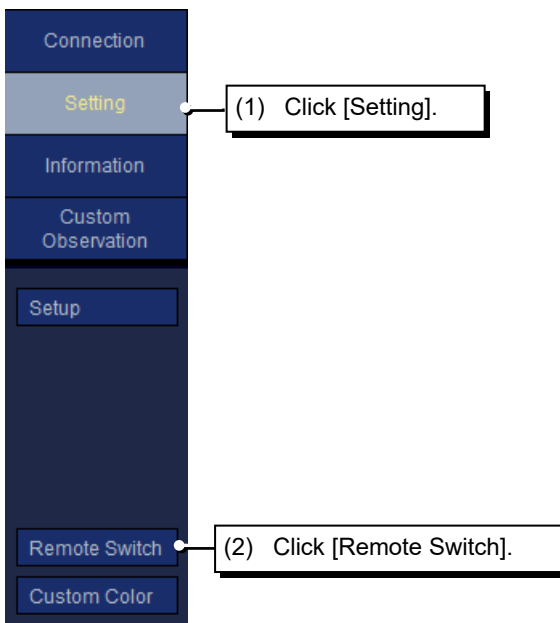 Connection
Setting
(1) Click [Setting].
Information
Custom
Observation
Setup
Remote Switch
(2) Click [Remote Switch].
Custom Color